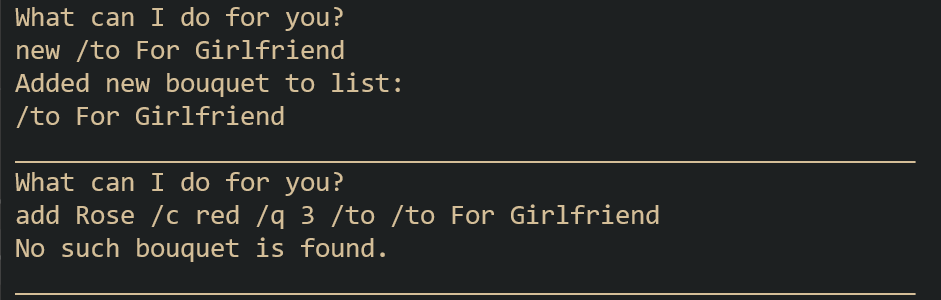 What can I do for you?
new /to For Girlfriend
Added new bouquet to list:
/to For Girlfriend
What can I do for you?
add Rose /c red /q 3 /to /to For Girlfriend
No such bouquet is found.